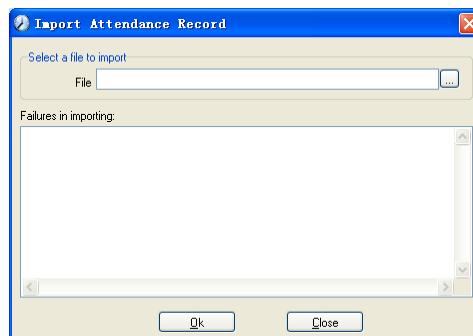 Import Attendance Record
Select a file to import
File
...
Failures in importing:
Ok
Close